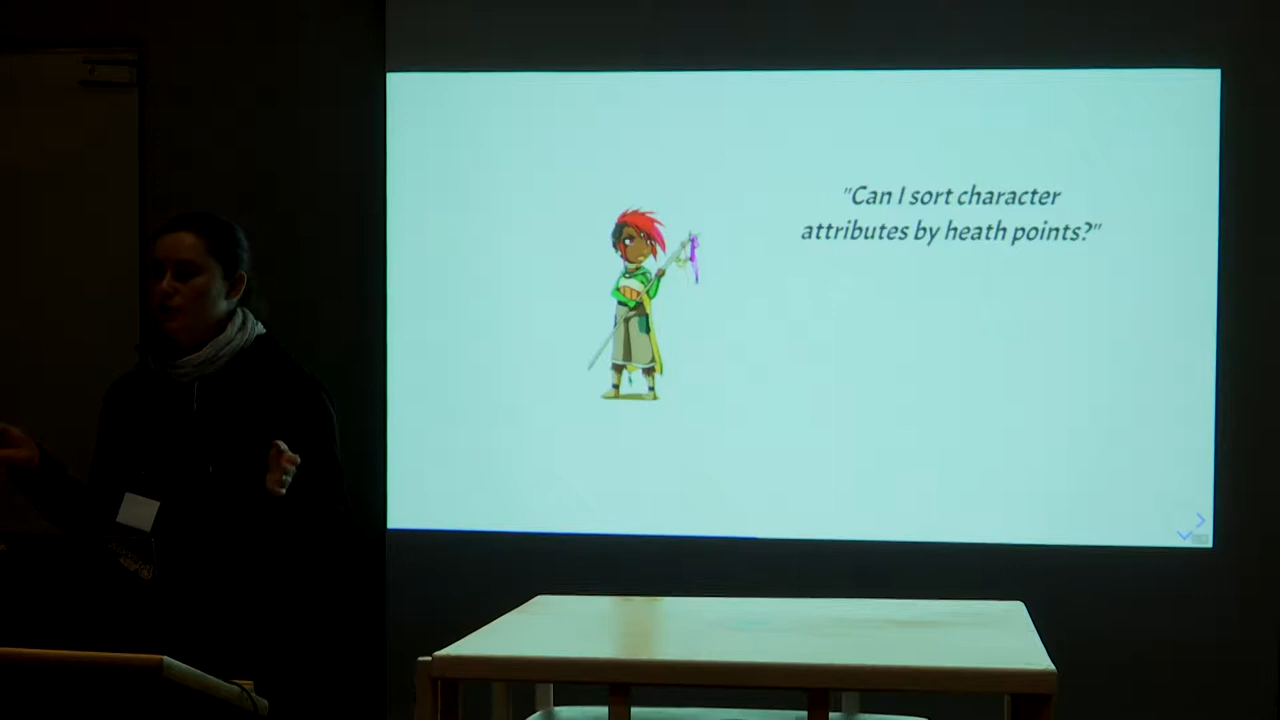 "Can I sort character
attributes by heath points?"